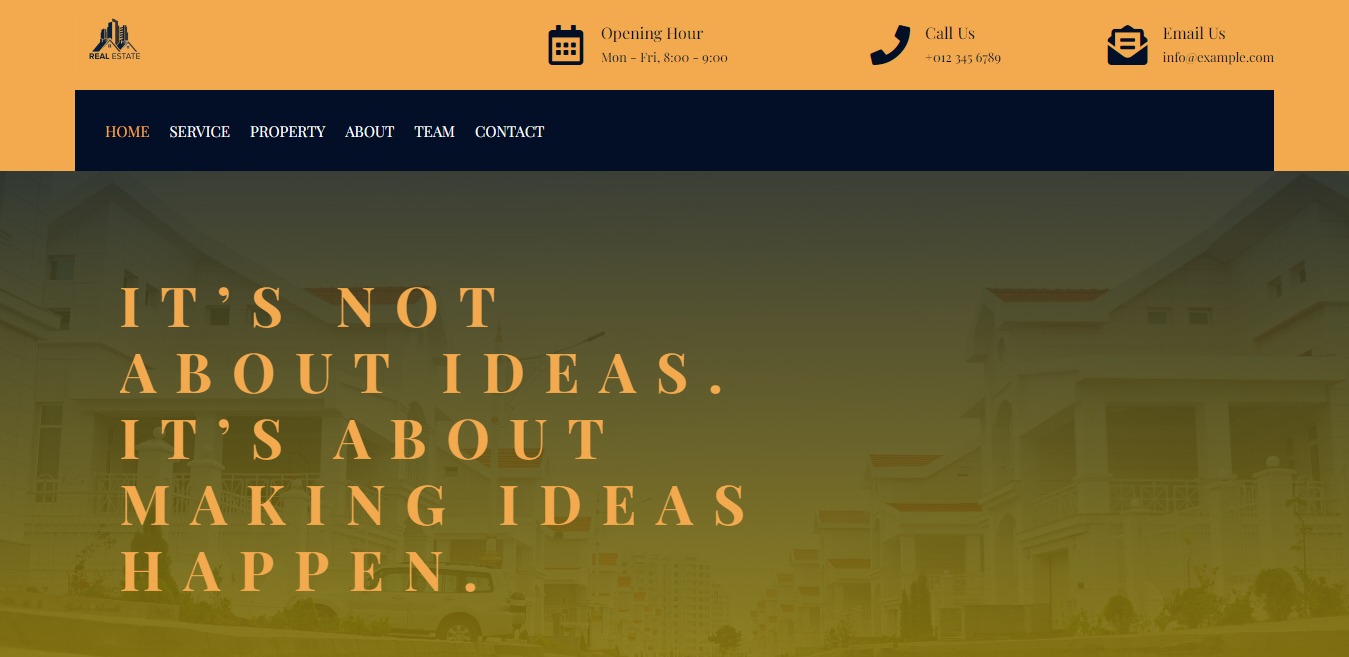 REAL ESTATE
Opening Hour
Mon - Fri, 8:00 - 9:00
Call Us
+012 345 6789
Email Us
info@example.com
HOME SERVICE PROPERTY ABOUT TEAM CONTACT
IT’S NOT
ABOUT IDEAS.
IT’S ABOUT
MAKING IDEAS
HAPPEN.